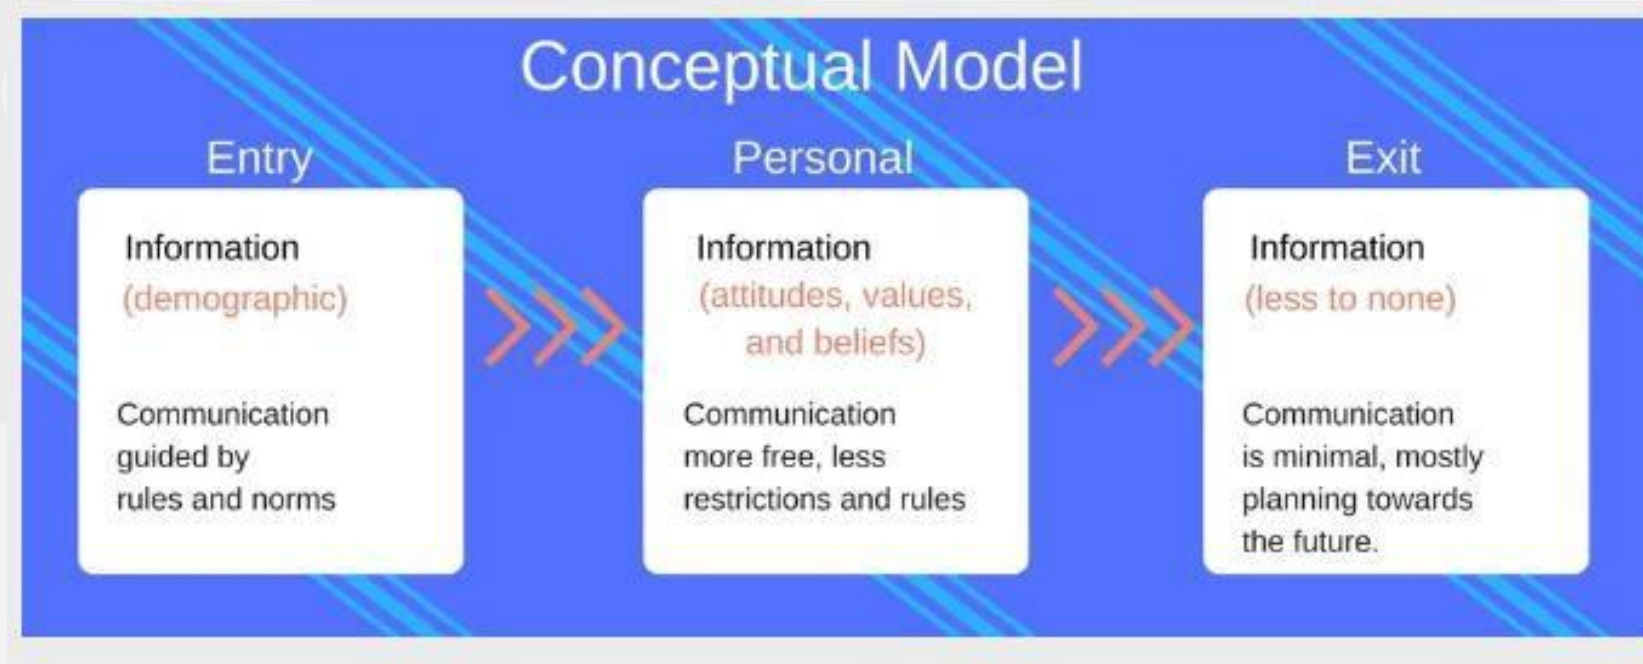 Conceptual Model
Entry
Information
(demographic)
Communication
guided by
rules and norms
Personal
Information
(attitudes, values,
and beliefs)
Communication
more free, less
restrictions and rules
Exit
Information
(less to none)
Communication
is minimal, mostly
planning towards
the future.